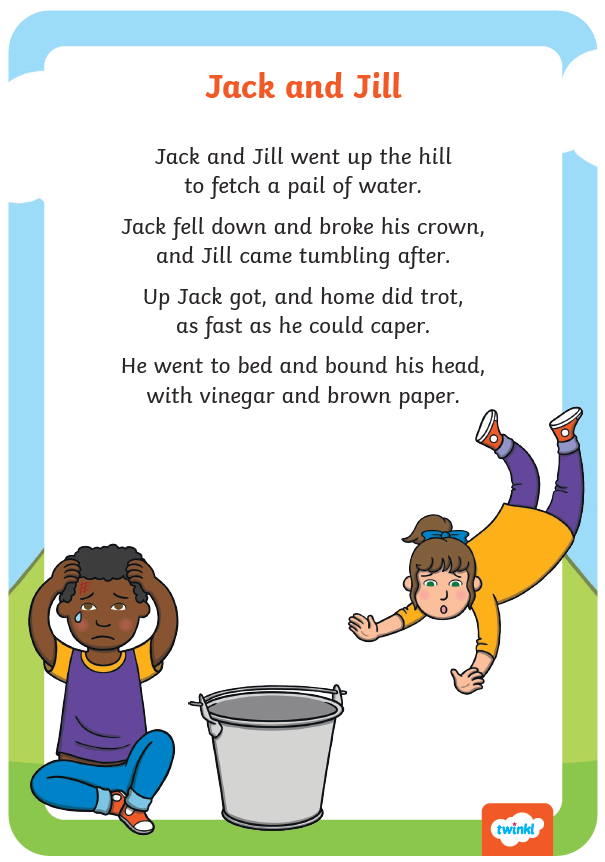 Jack and Jill
Jack and Jill went up the hill
to fetch a pail of water.
Jack fell down and broke his crown,
and Jill came tumbling after.
Up Jack got, and home did trot,
as fast as he could caper.
He went to bed and bound his head,
with vinegar and brown paper.
twinkl